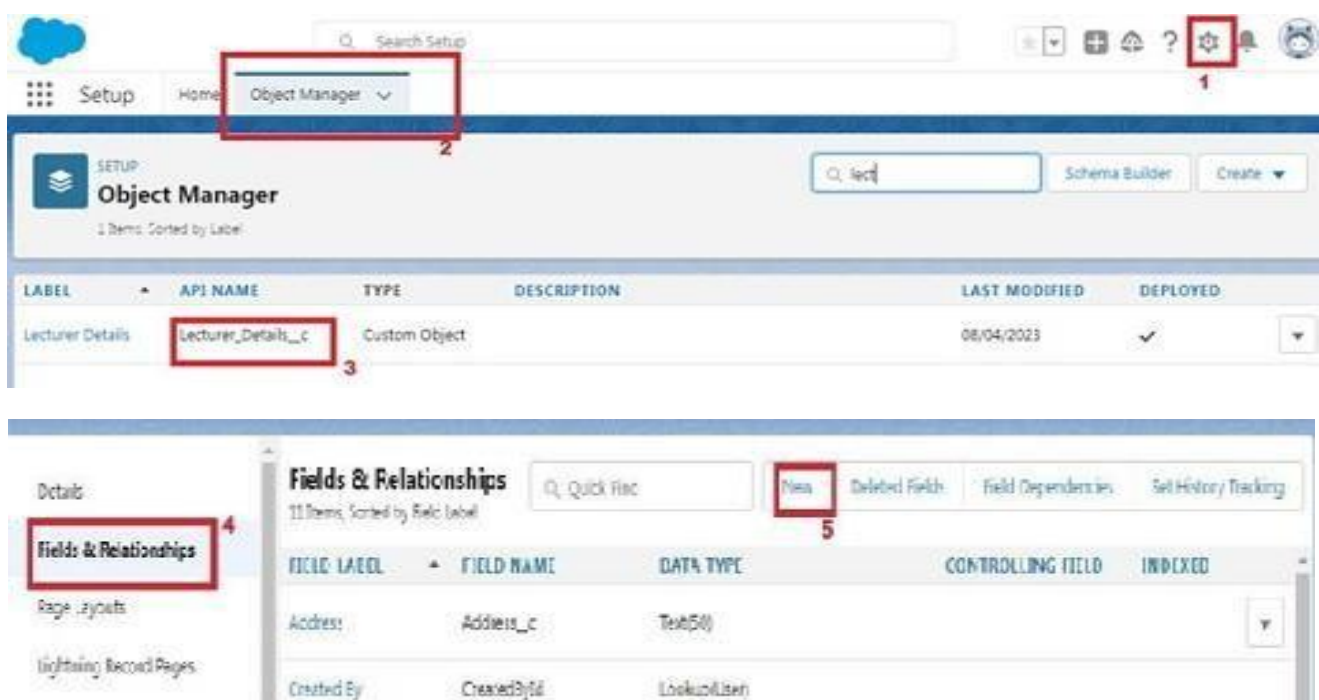 Search Setup
1
Setup Home Object Manager
2
SETUP
Object Manager
1 Items, Sorted by Label
lect
Schema Builder
Create
LABEL API NAME TYPE DESCRIPTION LAST MODIFIED DEPLOYED
Lecturer Details Lecturer_Details__c Custom Object 08/04/2023
3
Details
Fields & Relationships
4
Page Layouts
Lightning Record Pages
Fields & Relationships
11 Items, Sorted by Field Label
Quick Find
New Deleted Fields Field Dependencies Set History Tracking
5
FIELD LABEL FIELD NAME DATA TYPE CONTROLLING FIELD INDEXED
Address Address__c Text(50)
Created By CreatedById Lookup(User)